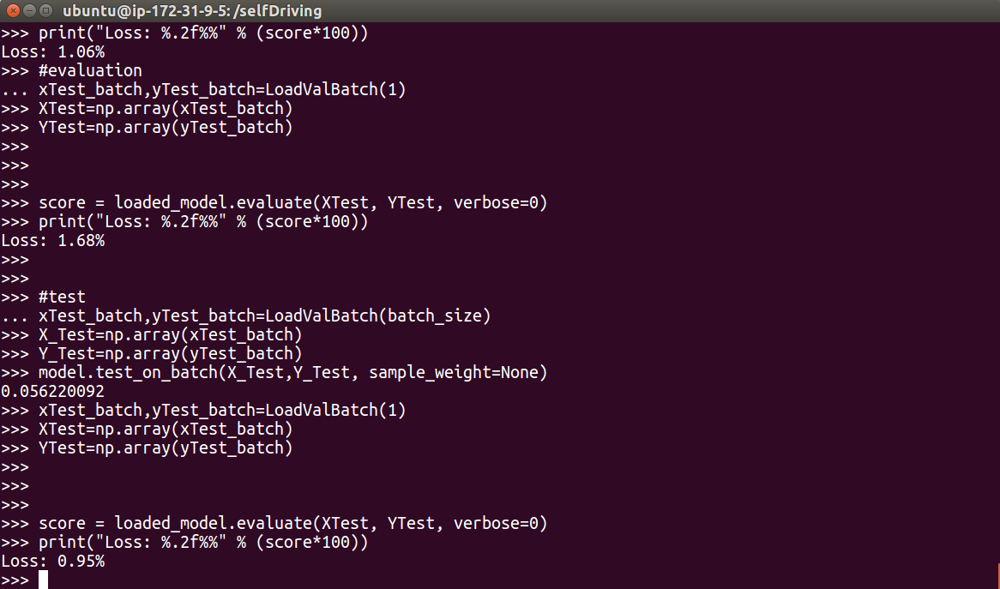 ubuntu@ip-172-31-9-5: /selfDriving
>>> print("Loss: %.2f%%" % (score*100))
Loss: 1.06%
>>> #evaluation
... xTest_batch,yTest_batch=LoadValBatch(1)
>>> XTest=np.array(xTest_batch)
>>> YTest=np.array(yTest_batch)
>>>
>>>
>>>
>>> score = loaded_model.evaluate(XTest, YTest, verbose=0)
>>> print("Loss: %.2f%%" % (score*100))
Loss: 1.68%
>>>
>>>
>>> #test
... xTest_batch,yTest_batch=LoadValBatch(batch_size)
>>> X_Test=np.array(xTest_batch)
>>> Y_Test=np.array(yTest_batch)
>>> model.test_on_batch(X_Test,Y_Test, sample_weight=None)
0.056220092
>>> xTest_batch,yTest_batch=LoadValBatch(1)
>>> XTest=np.array(xTest_batch)
>>> YTest=np.array(yTest_batch)
>>>
>>>
>>>
>>> score = loaded_model.evaluate(XTest, YTest, verbose=0)
>>> print("Loss: %.2f%%" % (score*100))
Loss: 0.95%
>>>